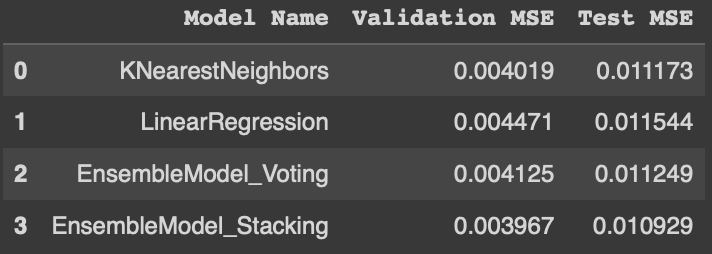 Model Name Validation MSE Test MSE
0 KNearestNeighbors 0.004019 0.011173
1 LinearRegression 0.004471 0.011544
2 EnsembleModel_Voting 0.004125 0.011249
3 EnsembleModel_Stacking 0.003967 0.010929